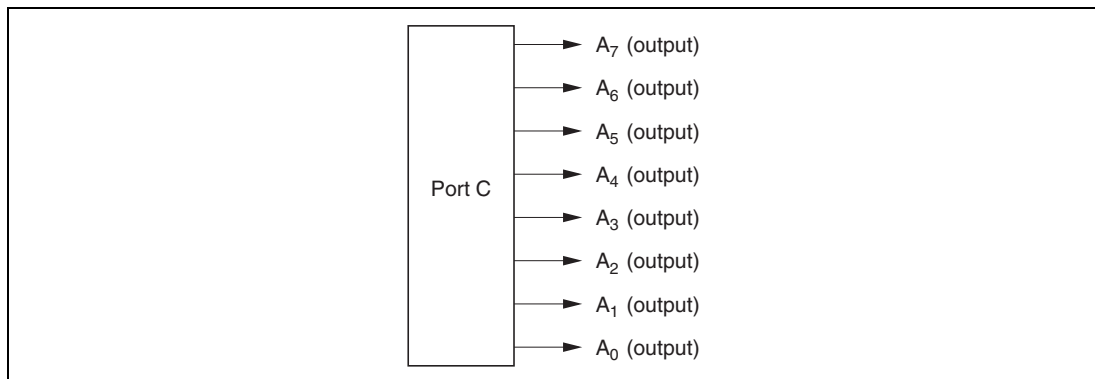 A₇ (output)
A₆ (output)
A₅ (output)
A₄ (output)
Port C
A₃ (output)
A₂ (output)
A₁ (output)
A₀ (output)